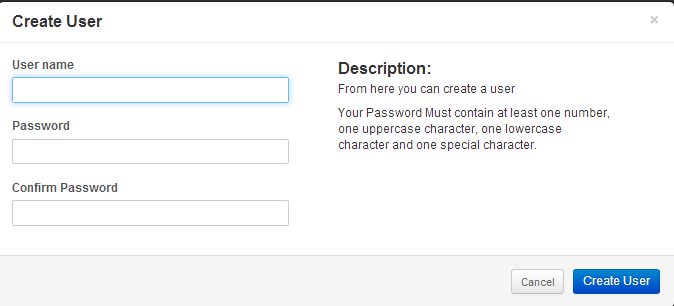 Create User
×
User name
Password
Confirm Password
Description:
From here you can create a user
Your Password Must contain at least one number,
one uppercase character, one lowercase
character and one special character.
Cancel
Create User